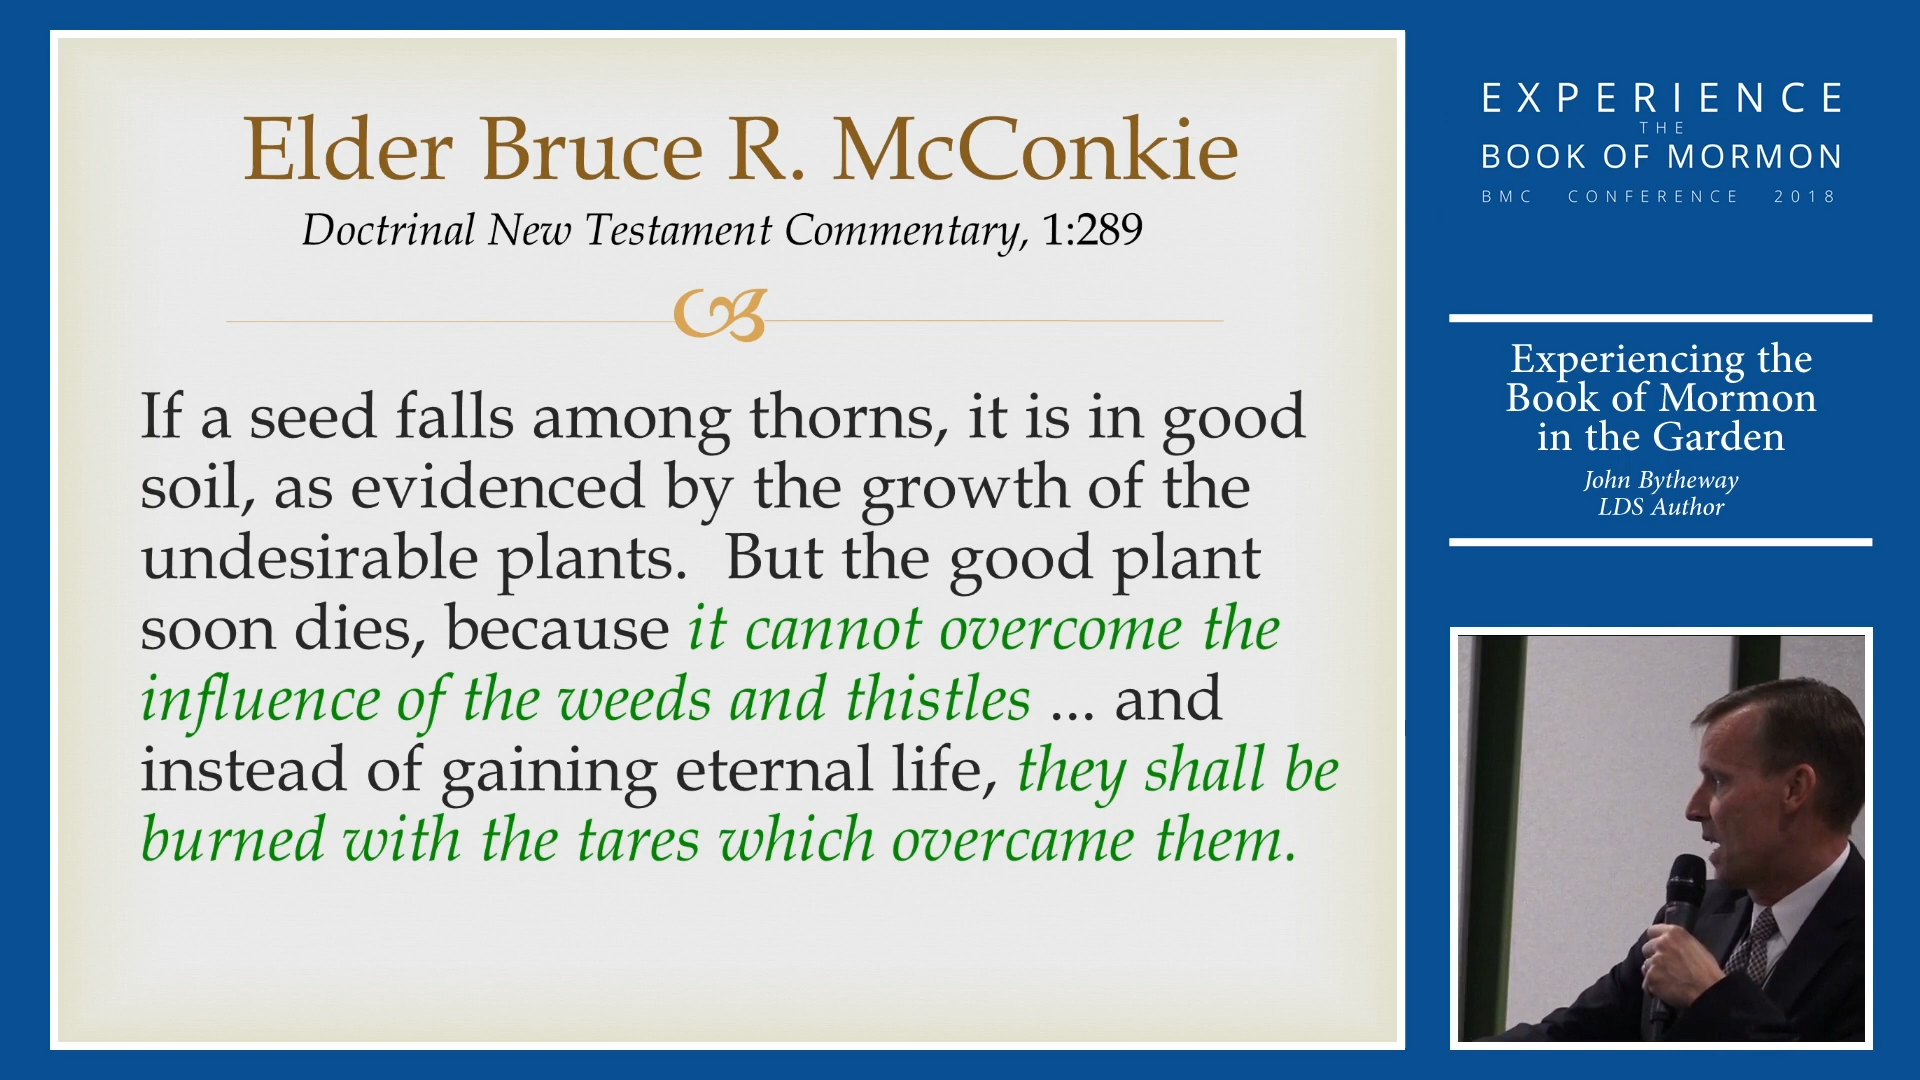 Elder Bruce R. McConkie
Doctrinal New Testament Commentary, 1:289
If a seed falls among thorns, it is in good
soil, as evidenced by the growth of the
undesirable plants.  But the good plant
soon dies, because it cannot overcome the
influence of the weeds and thistles ... and
instead of gaining eternal life, they shall be
burned with the tares which overcame them.
EXPERIENCE
THE
BOOK OF MORMON
BMC CONFERENCE 2018
Experiencing the
Book of Mormon
in the Garden
John Bytheway
LDS Author